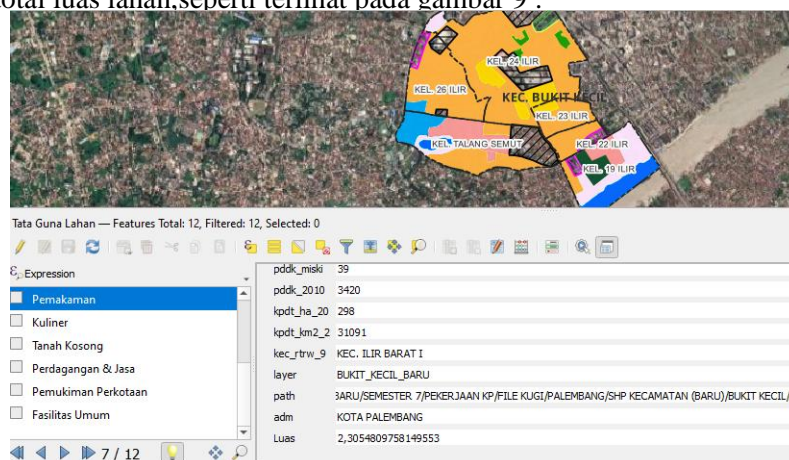 total luas lahan,seperti terlihat pada gambar 9 :
KEL. 24 ILIR
KEL. 26 ILIR
KEC. BUKIT KECIL
KEL. 23 ILIR
KEL. TALANG SEMUT
KEL. 22 ILIR
KEL. 19 ILIR
Tata Guna Lahan — Features Total: 12, Filtered: 12, Selected: 0
Expression
Pemakaman
Kuliner
Tanah Kosong
Perdagangan & Jasa
Pemukiman Perkotaan
Fasilitas Umum
7 / 12
pddk_miski 39
pddk_2010 3420
kpdt_ha_20 298
kpdt_km2_2 31091
kec_rtrw_9 KEC. ILIR BARAT I
layer BUKIT_KECIL_BARU
path BARU/SEMESTER 7/PEKERJAAN KP/FILE KUGI/PALEMBANG/SHP KECAMATAN (BARU)/BUKIT KECIL/
adm KOTA PALEMBANG
Luas 2,3054809758149553